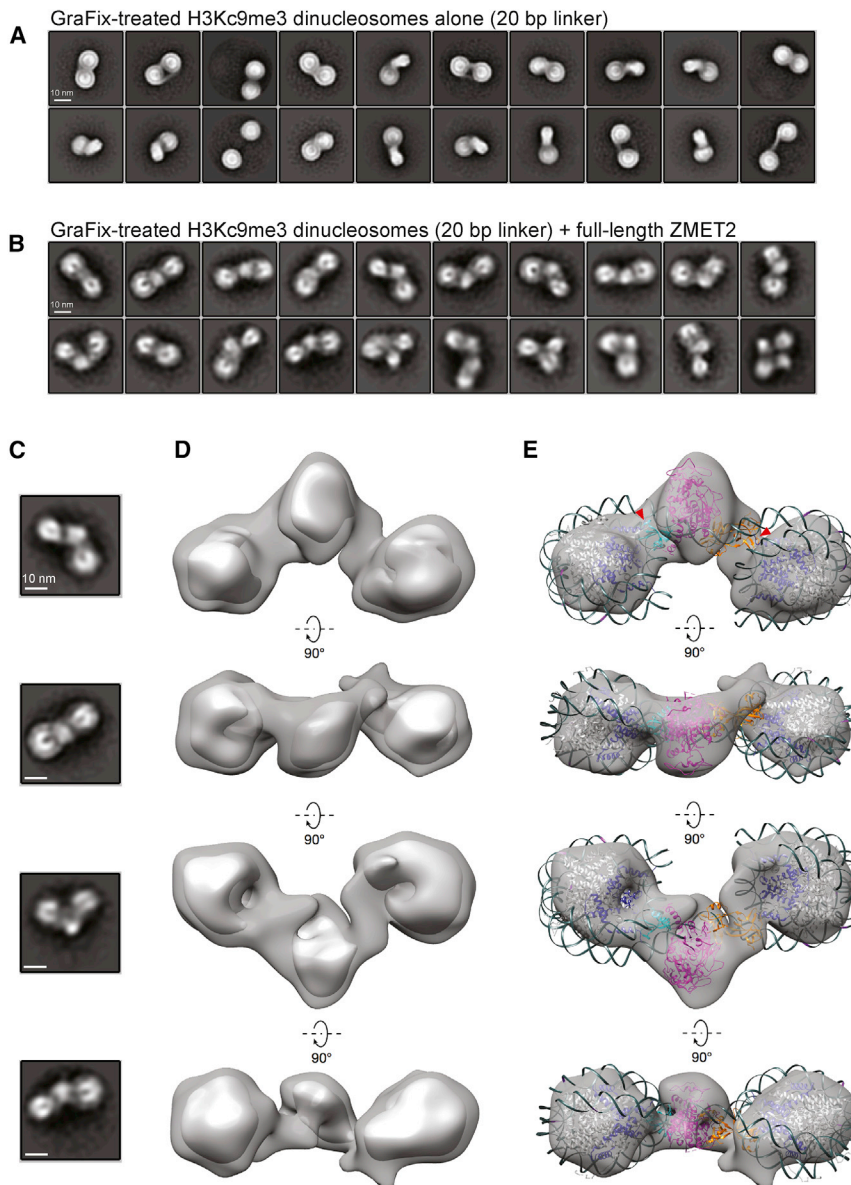 GraFix-treated H3Kc9me3 dinucleosomes alone (20 bp linker)
A
10 nm
GraFix-treated H3Kc9me3 dinucleosomes (20 bp linker) + full-length ZMET2
B
10 nm
C D E
10 nm
90° 90°
90° 90°
90° 90°